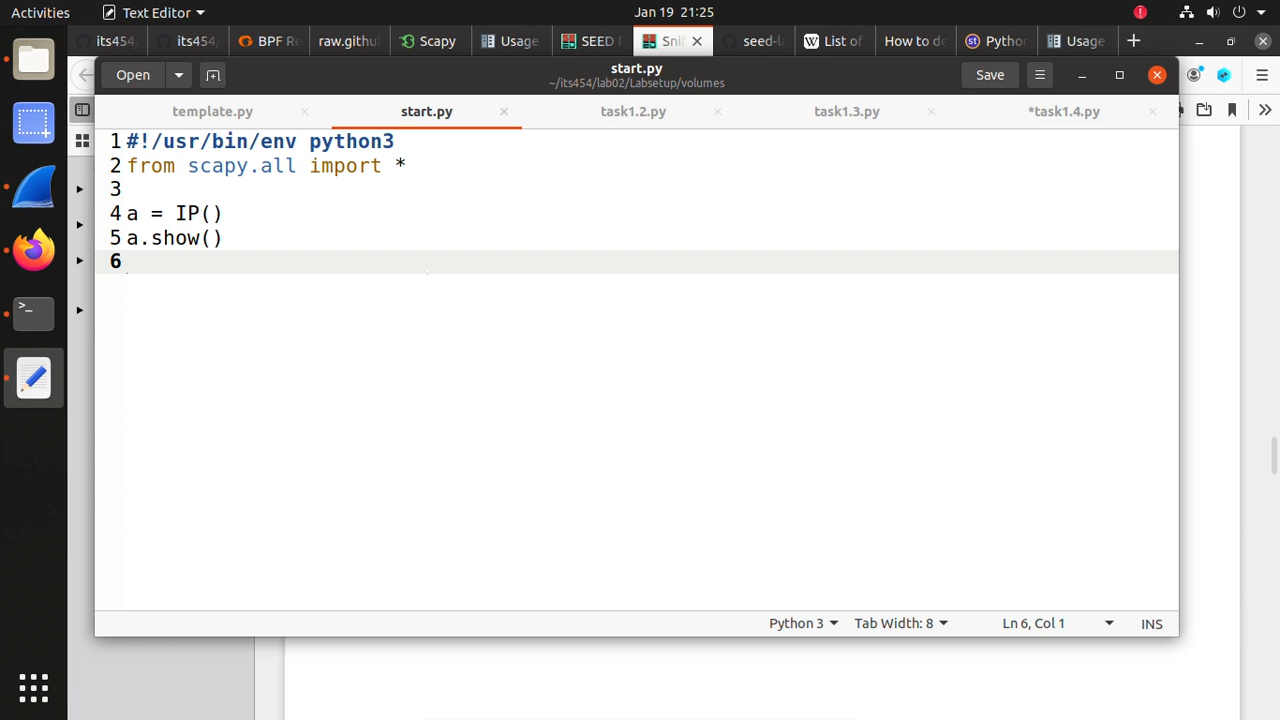 Activities Text Editor Jan 19 21:25
its454/ its454/ BPF Re raw.githu Scapy Usage SEED Snif seed-la List of How to de Python Usage
Open start.py Save
~/its454/lab02/Labsetup/volumes
template.py start.py task1.2.py task1.3.py *task1.4.py
1 #!/usr/bin/env python3
2 from scapy.all import *
3
4 a = IP()
5 a.show()
6
Python 3 Tab Width: 8 Ln 6, Col 1 INS